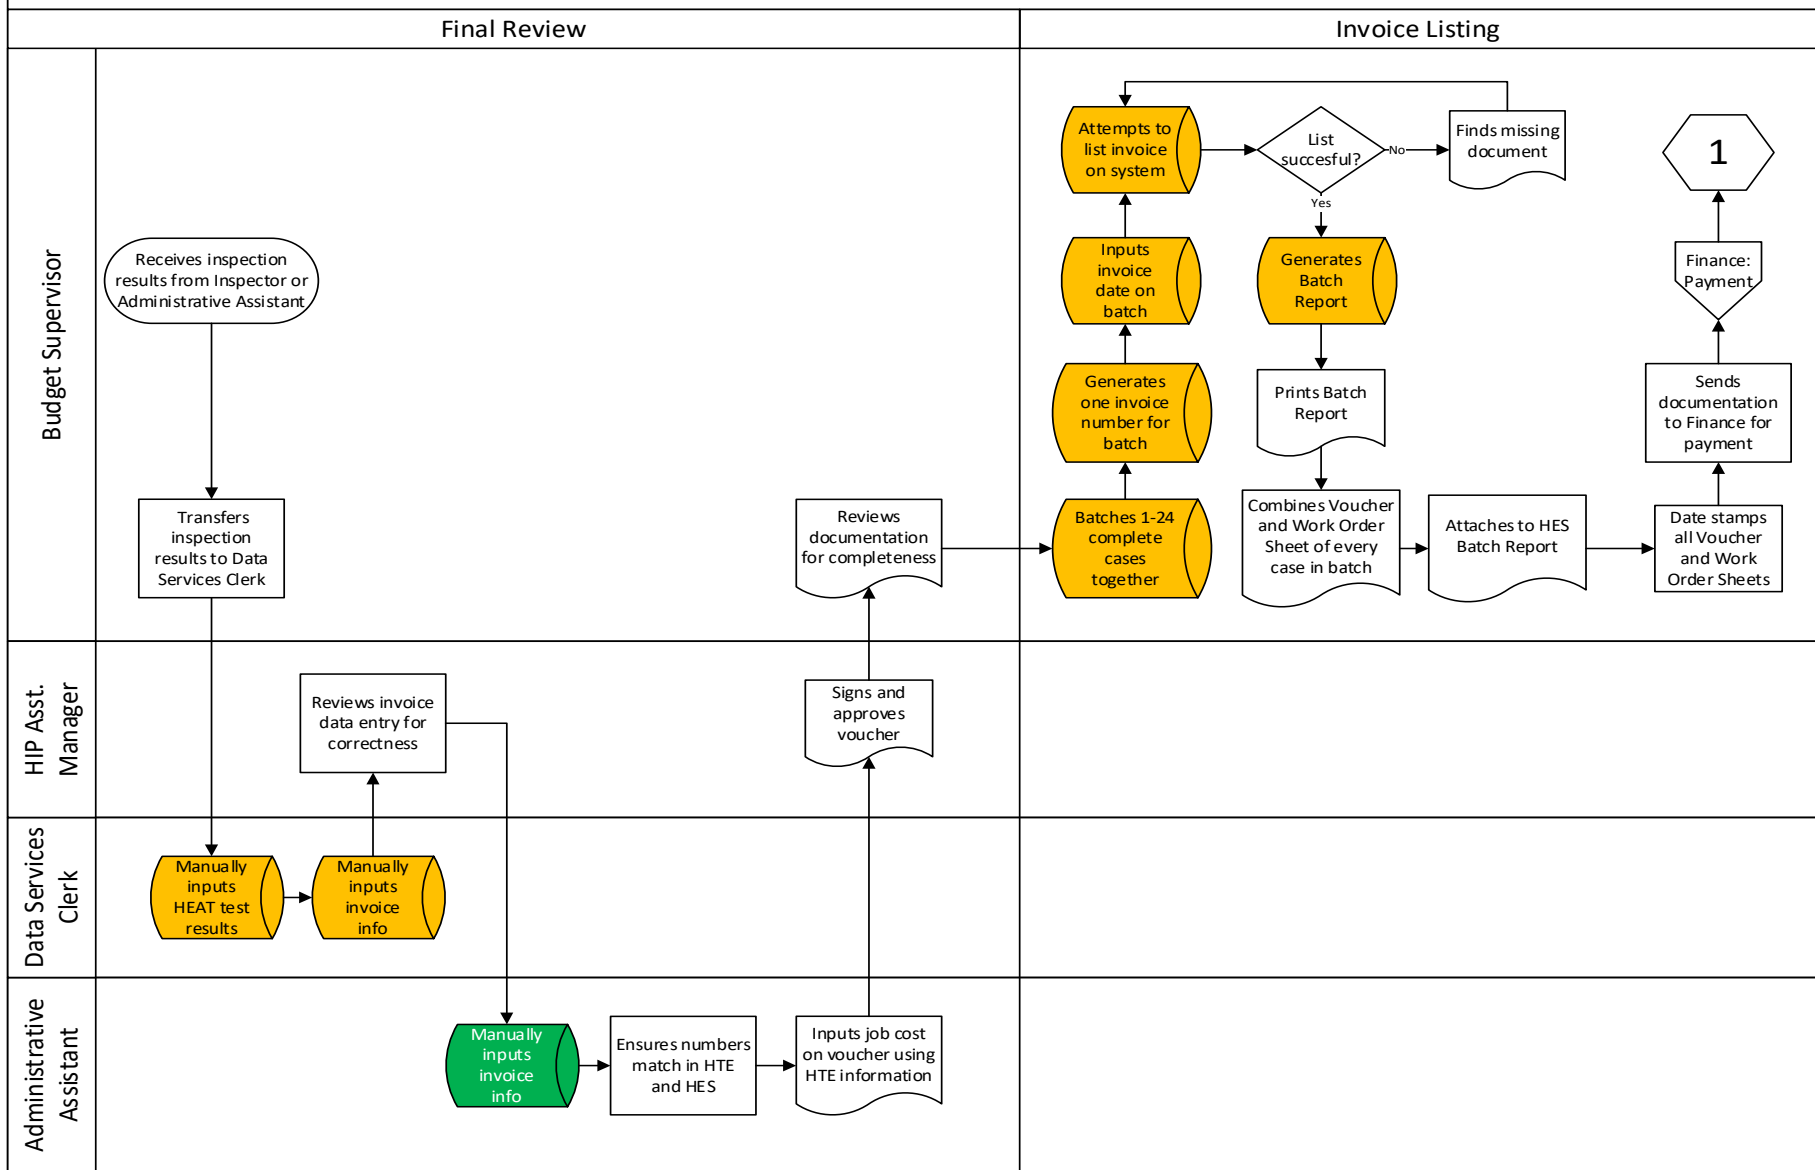 Final Review
Invoice Listing
Budget Supervisor
Receives inspection
results from Inspector or
Administrative Assistant
Transfers
inspection
results to Data
Services Clerk
Reviews
documentation
for completeness
Attempts to
list invoice
on system
List
succesful?
No
Finds missing
document
Yes
1
Inputs
invoice
date on
batch
Generates
Batch
Report
Finance:
Payment
Generates
one invoice
number for
batch
Prints Batch
Report
Sends
documentation
to Finance for
payment
Batches 1-24
complete
cases
together
Combines Voucher
and Work Order
Sheet of every
case in batch
Attaches to HES
Batch Report
Date stamps
all Voucher
and Work
Order Sheets
HIP Asst.
Manager
Reviews invoice
data entry for
correctness
Signs and
approves
voucher
Data Services
Clerk
Manually
inputs
HEAT test
results
Manually
inputs
invoice
info
Administrative
Assistant
Manually
inputs
invoice
info
Ensures numbers
match in HTE
and HES
Inputs job cost
on voucher using
HTE information